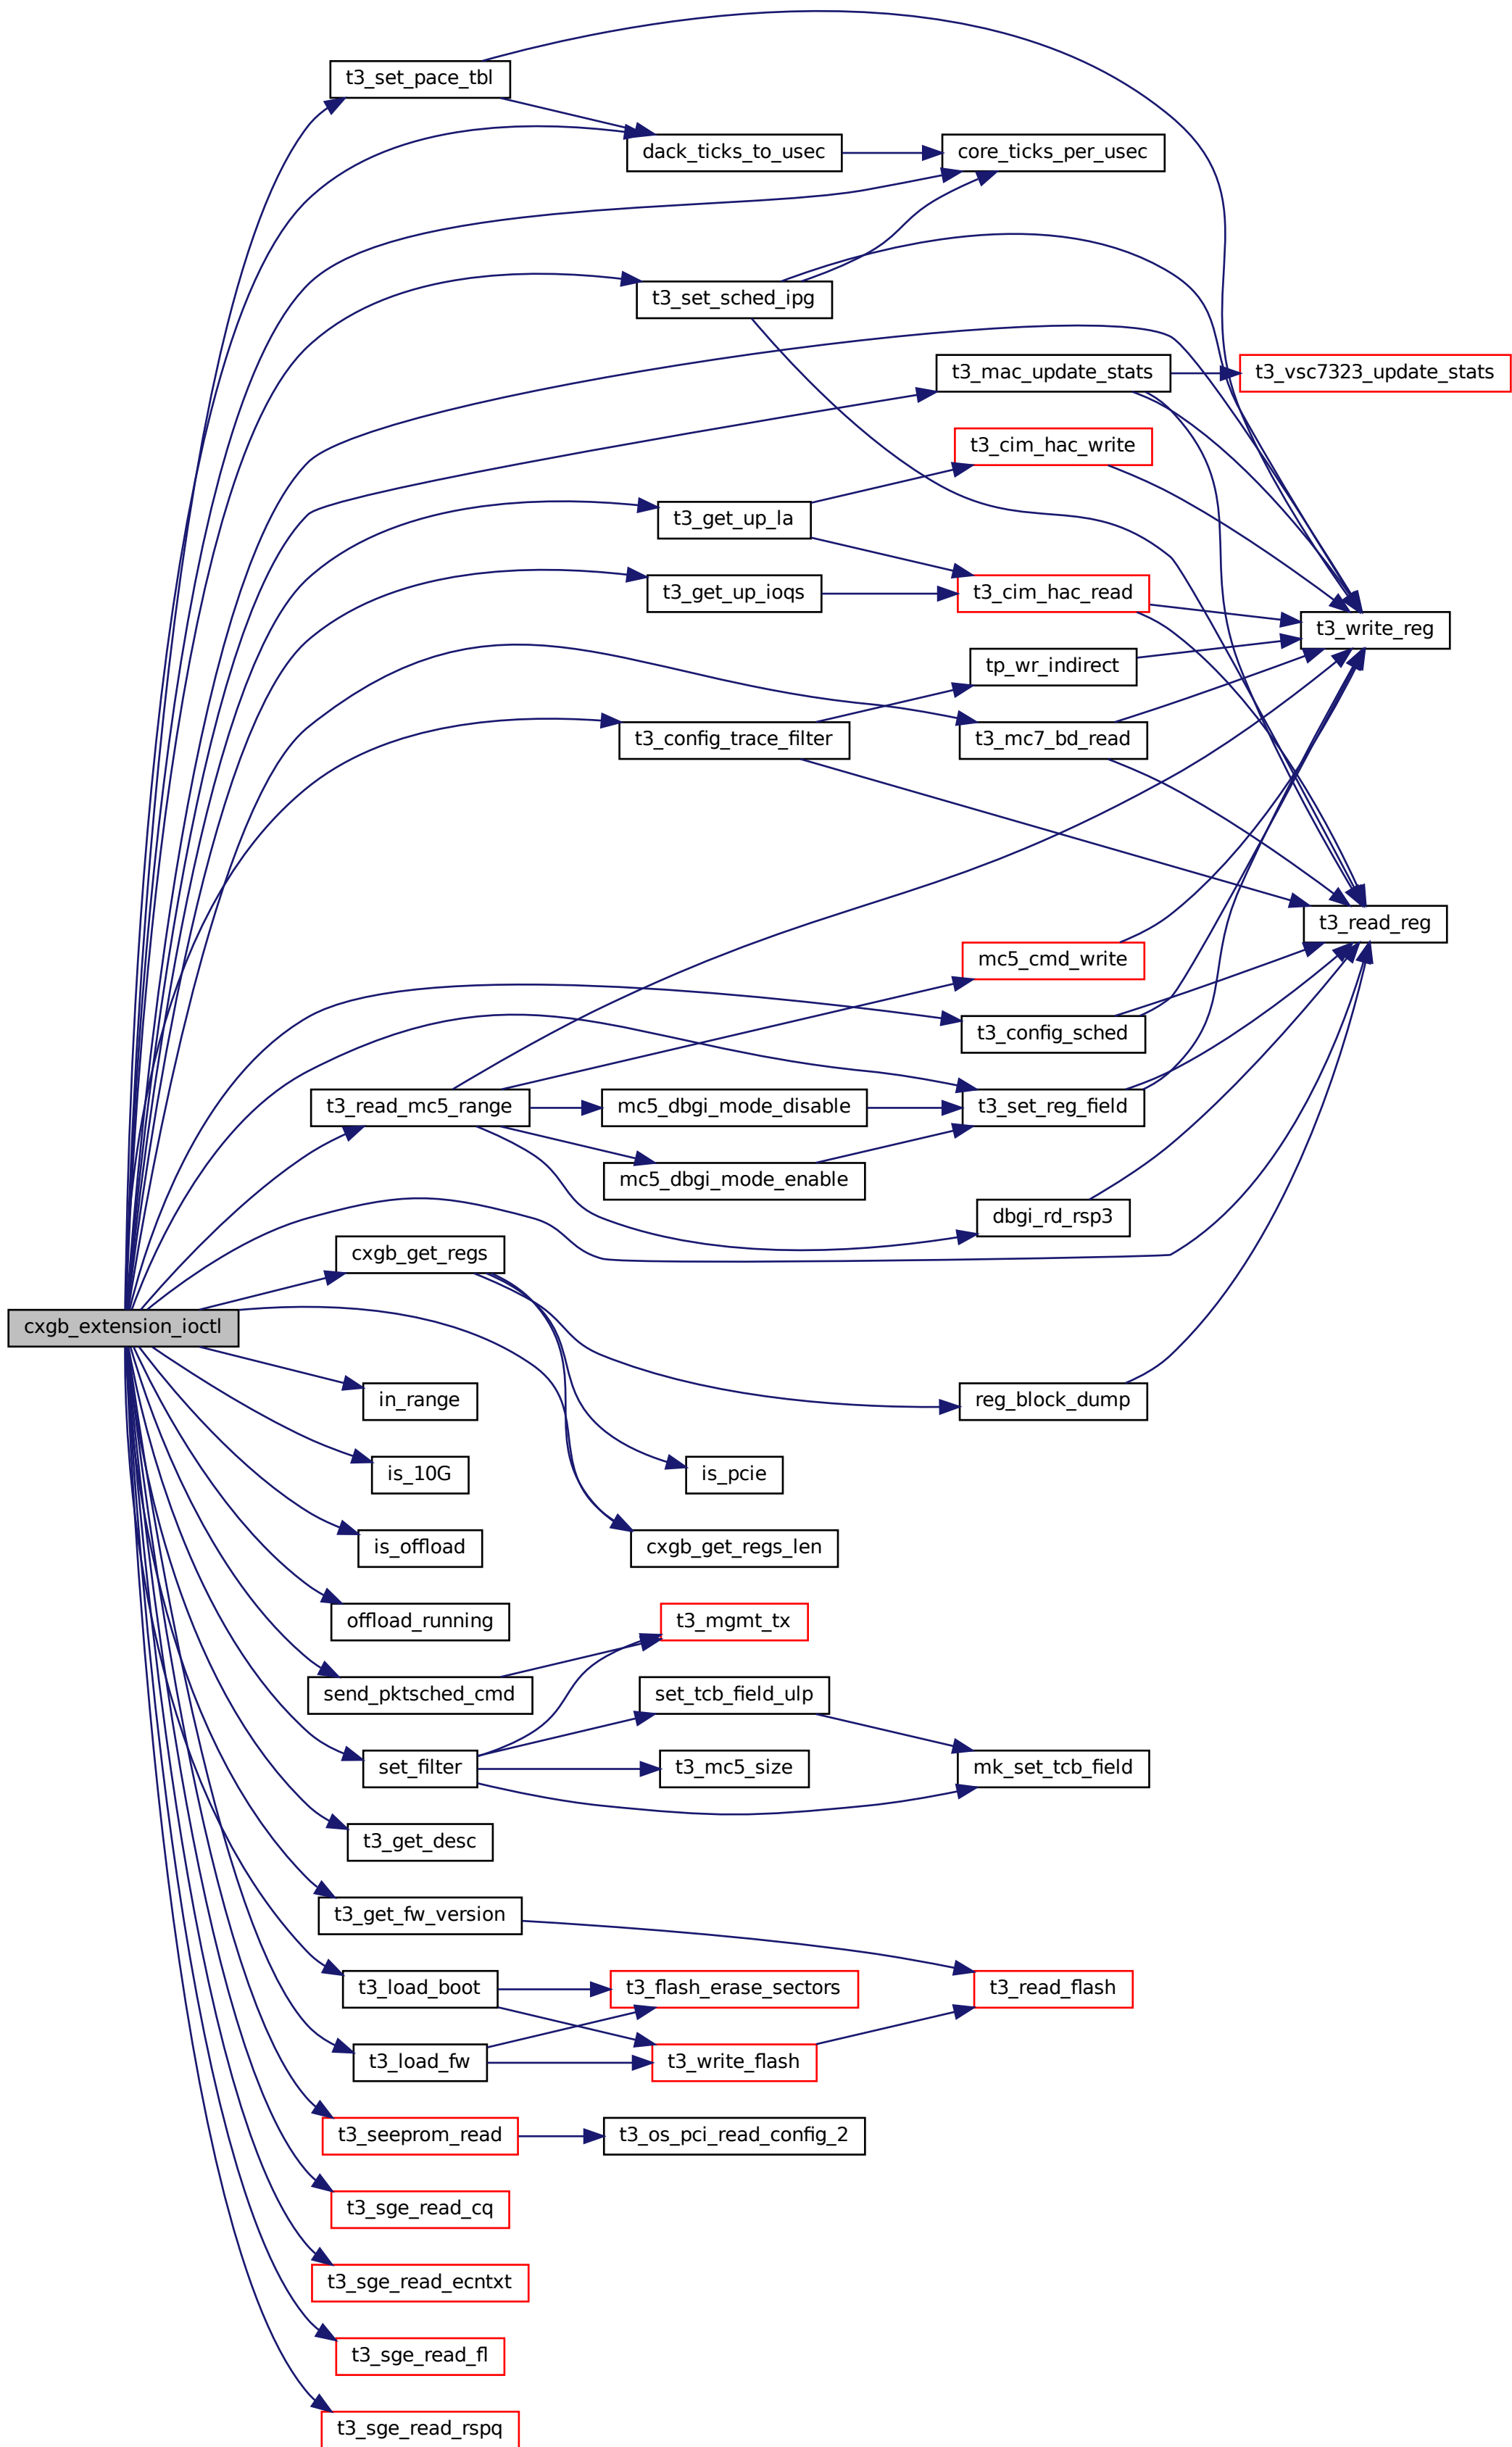 t3_set_pace_tbl
dack_ticks_to_usec
core_ticks_per_usec
t3_set_sched_ipg
t3_mac_update_stats
t3_vsc7323_update_stats
t3_cim_hac_write
t3_get_up_la
t3_get_up_ioqs
t3_cim_hac_read
t3_write_reg
tp_wr_indirect
t3_config_trace_filter
t3_mc7_bd_read
t3_read_reg
mc5_cmd_write
t3_config_sched
t3_read_mc5_range
mc5_dbgi_mode_disable
t3_set_reg_field
mc5_dbgi_mode_enable
dbgi_rd_rsp3
cxgb_get_regs
cxgb_extension_ioctl
in_range
reg_block_dump
is_10G
is_pcie
is_offload
cxgb_get_regs_len
offload_running
t3_mgmt_tx
send_pktsched_cmd
set_tcb_field_ulp
set_filter
t3_mc5_size
mk_set_tcb_field
t3_get_desc
t3_get_fw_version
t3_load_boot
t3_flash_erase_sectors
t3_read_flash
t3_load_fw
t3_write_flash
t3_seeprom_read
t3_os_pci_read_config_2
t3_sge_read_cq
t3_sge_read_ecntxt
t3_sge_read_fl
t3_sge_read_rspq